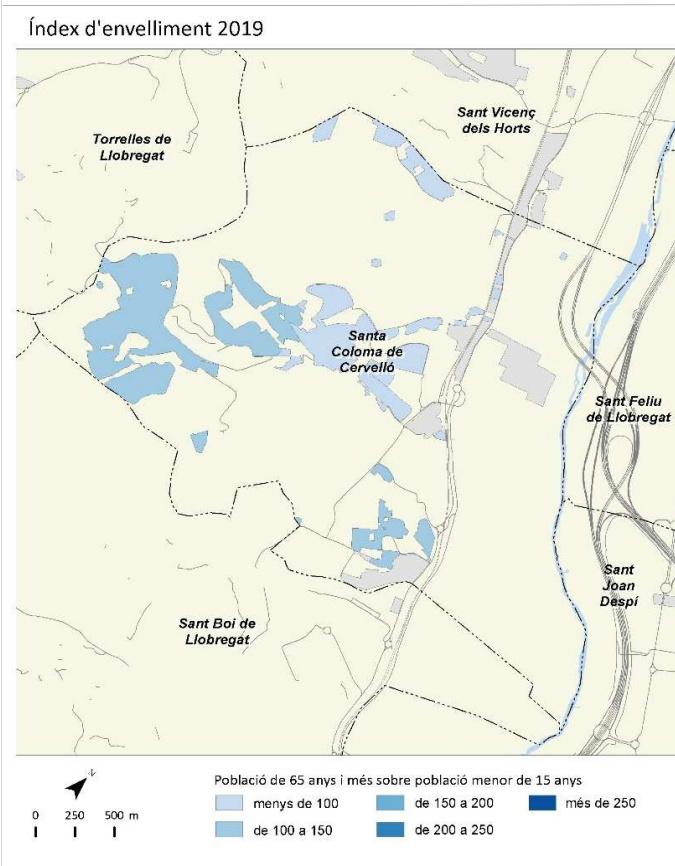 Índex d'envelliment 2019
Sant Vicenç
dels Horts
Torrelles de
Llobregat
Santa
Coloma de
Cervelló
Sant Feliu
de Llobregat
Sant
Joan
Despí
Sant Boi de
Llobregat
N
0 250 500 m
Població de 65 anys i més sobre població menor de 15 anys
menys de 100
de 150 a 200
més de 250
de 100 a 150
de 200 a 250